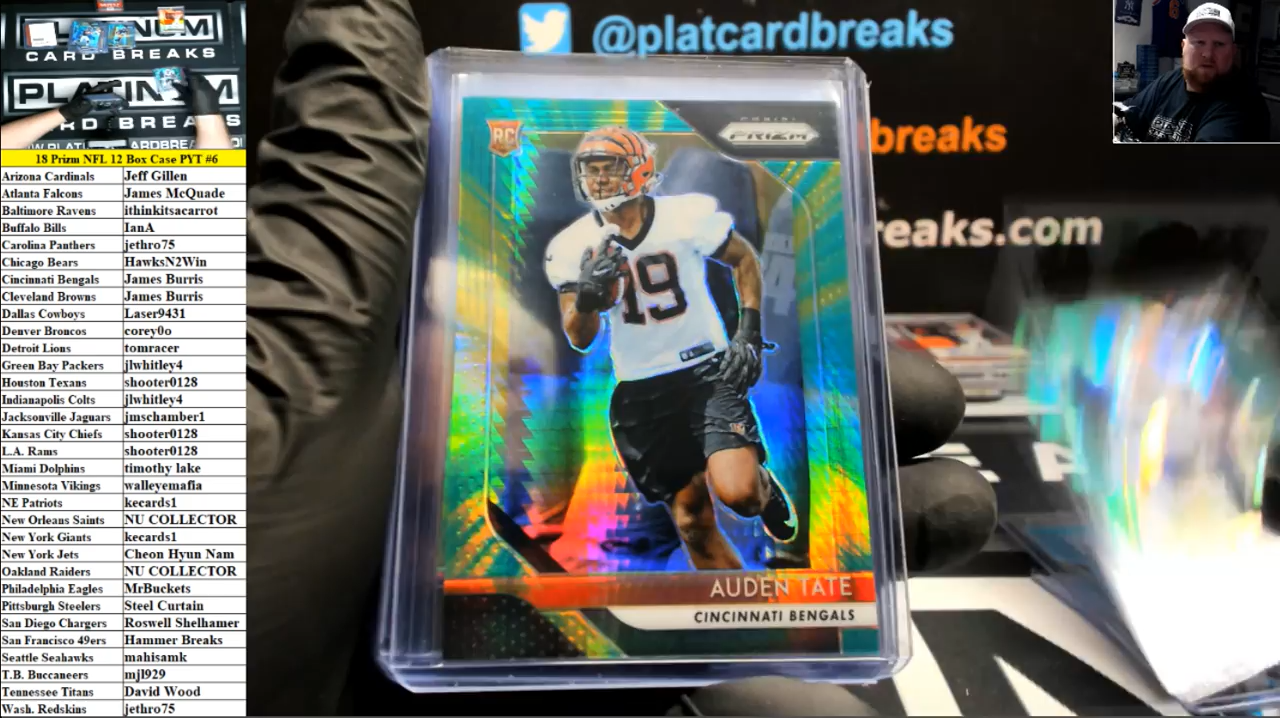 PLATINUM
CARD BREAKS
PLATINUM
CARD BREAKS
18 Prizm NFL 12 Box Case PYT #6
Arizona Cardinals Jeff Gillen
Atlanta Falcons James McQuade
Baltimore Ravens ithinkitsacarrot
Buffalo Bills IanA
Carolina Panthers jethro75
Chicago Bears HawksN2Win
Cincinnati Bengals James Burris
Cleveland Browns James Burris
Dallas Cowboys Laser9431
Denver Broncos corey0o
Detroit Lions tomracer
Green Bay Packers jlwhitley4
Houston Texans shooter0128
Indianapolis Colts jlwhitley4
Jacksonville Jaguars jmschamber1
Kansas City Chiefs shooter0128
L.A. Rams shooter0128
Miami Dolphins timothy lake
Minnesota Vikings walleyemafia
NE Patriots kecards1
New Orleans Saints NU COLLECTOR
New York Giants kecards1
New York Jets Cheon Hyun Nam
Oakland Raiders NU COLLECTOR
Philadelphia Eagles MrBuckets
Pittsburgh Steelers Steel Curtain
San Diego Chargers Roswell Shelhamer
San Francisco 49ers Hammer Breaks
Seattle Seahawks mahisamk
T.B. Buccaneers mjl929
Tennessee Titans David Wood
Wash. Redskins jethro75
@platcardbreaks
breaks
reaks.com
RC
PANINI
PRIZM
19
AUDEN TATE
CINCINNATI BENGALS